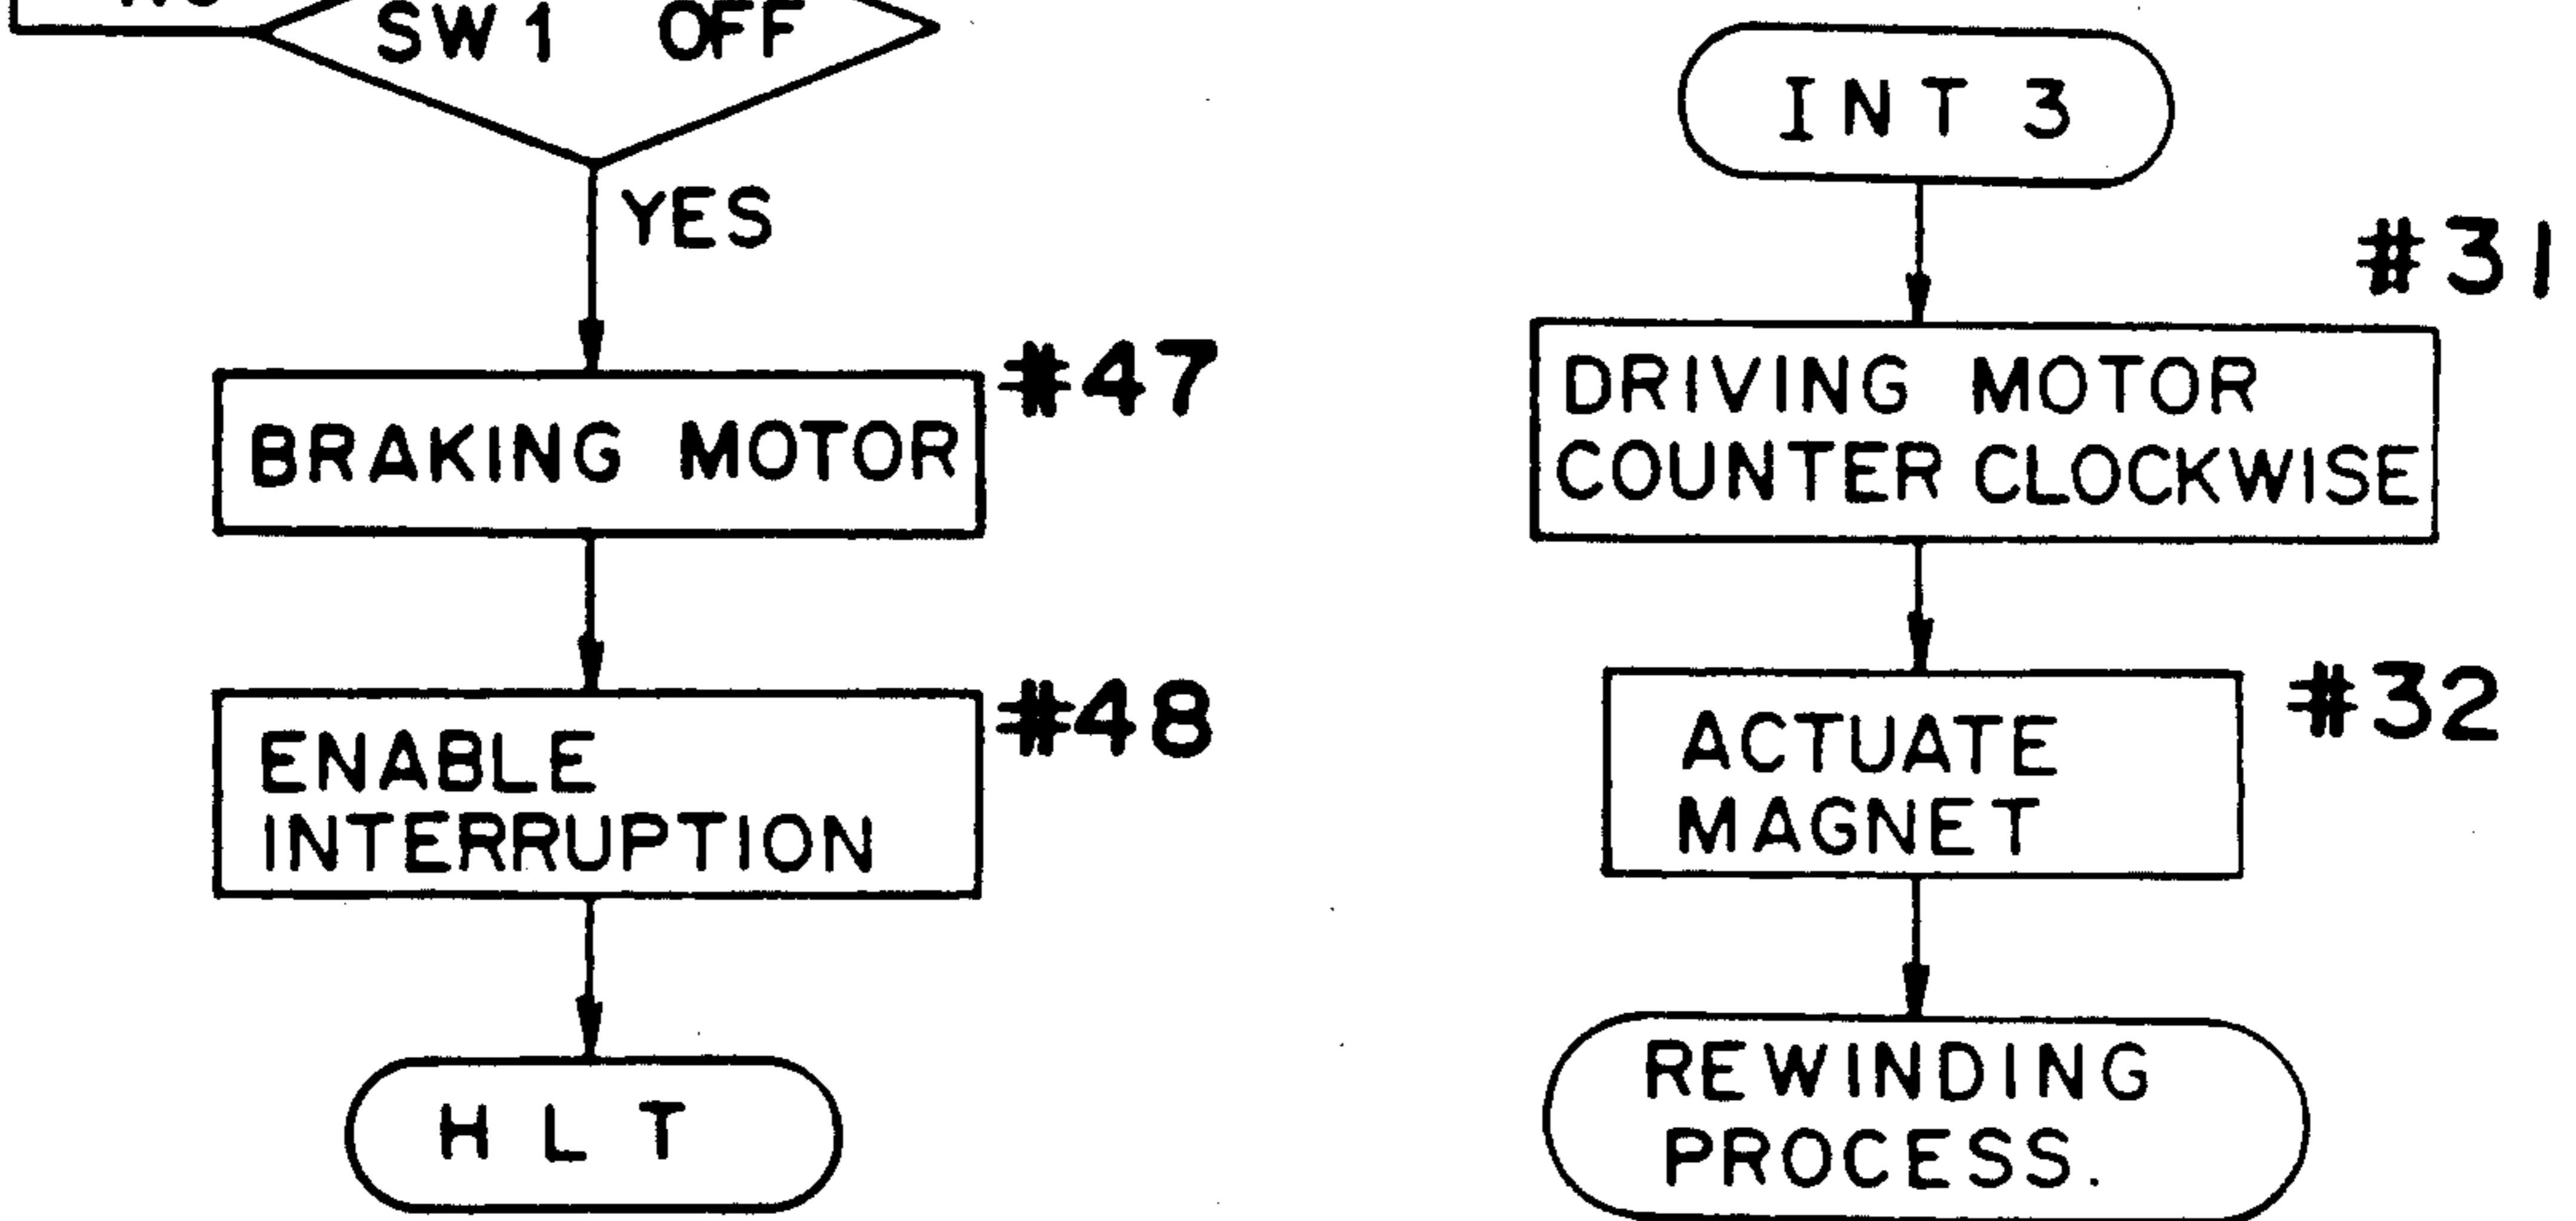 SW1 OFF
YES
#47
BRAKING MOTOR
#48
ENABLE
INTERRUPTION
HLT
INT 3
#31
DRIVING MOTOR
COUNTER CLOCKWISE
#32
ACTUATE
MAGNET
REWINDING
PROCESS.